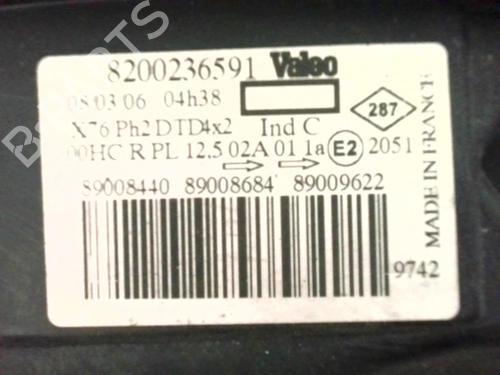 8200236591 Valeo
08/03/06 04h38
287
X76 Ph2 DTD4x2 Ind C
00HC R PL 12.5 02A 01 1a E2 2051
89008440 89008684 89009622
9742
MADE IN FRANCE